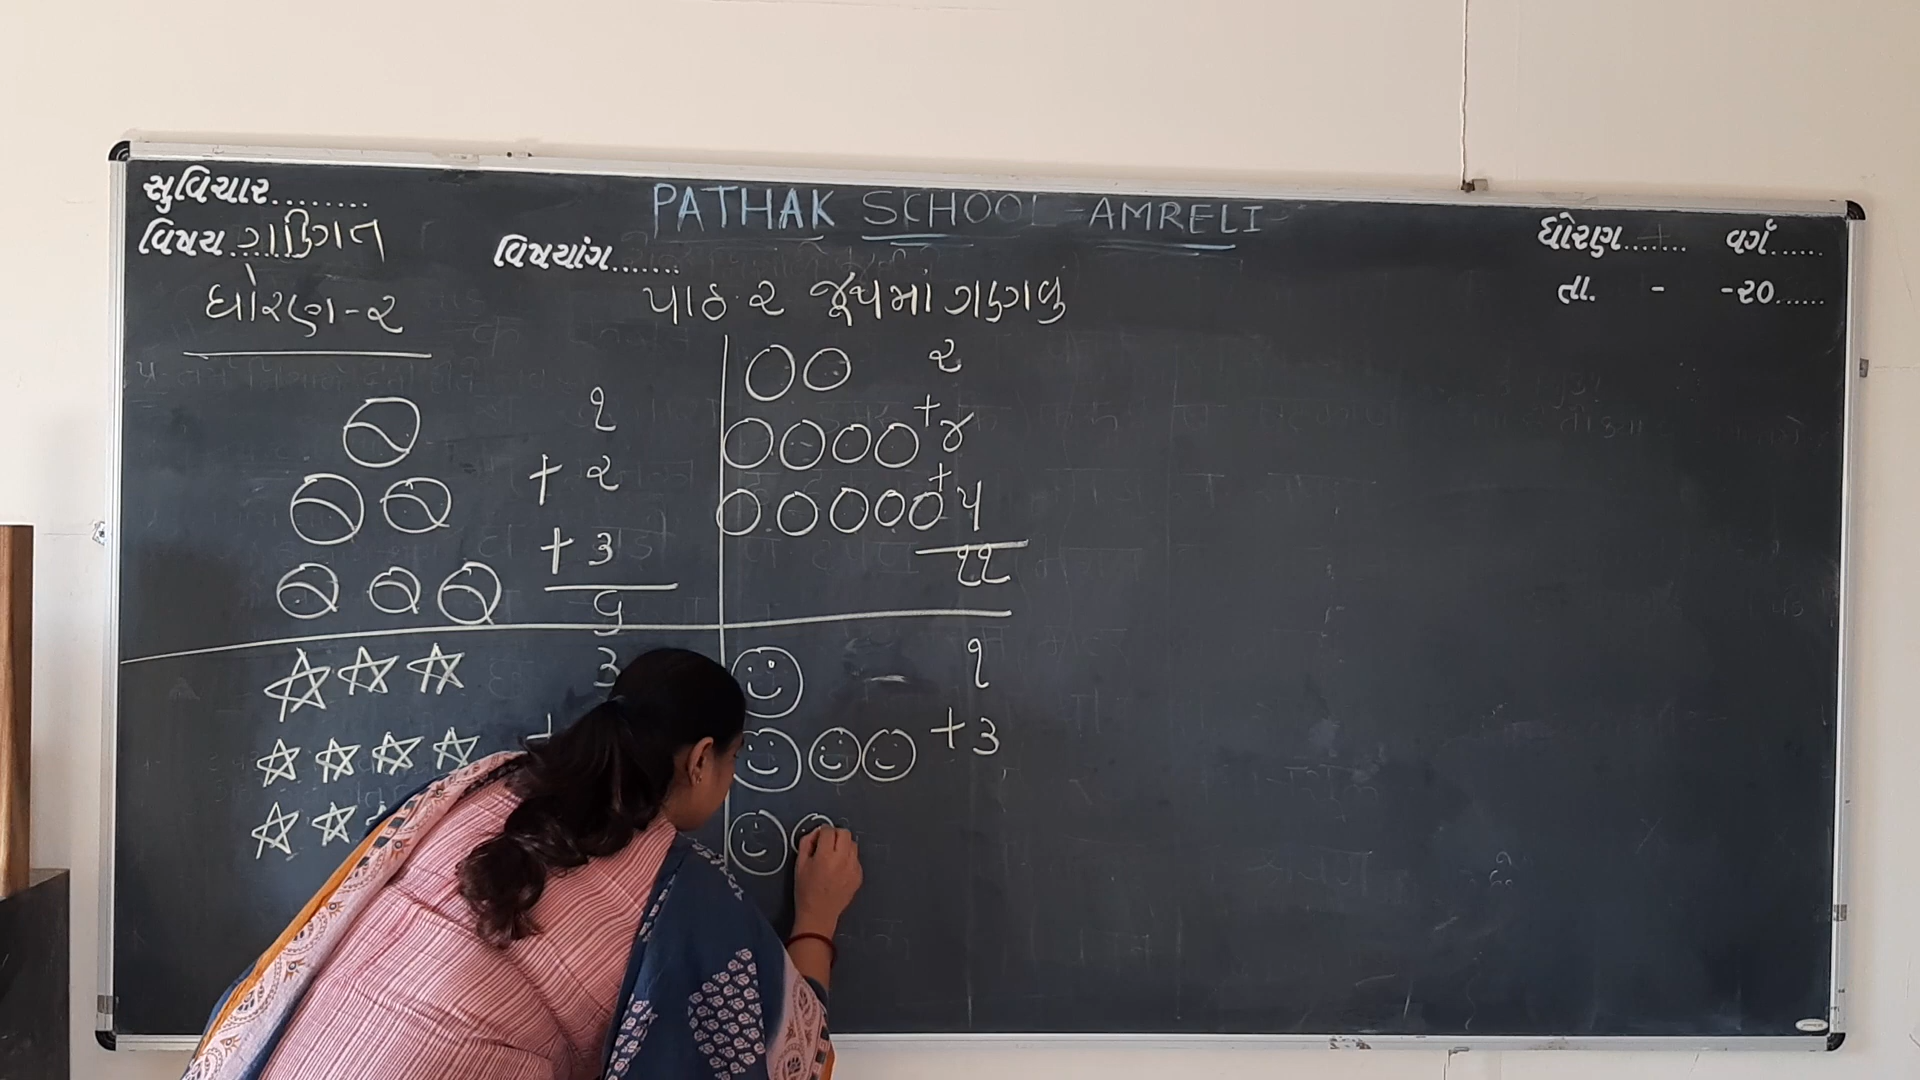 સુવિચાર........
PATHAK SCHOOL - AMRELI
વિષય ગણિત
વિષયાંગ.......
ધોરણ....... વર્ગ......
તા. - -૨૦......
ધોરણ-૨
પાઠ. ૨ જૂથમાં ગણવું
૧
+ ૨
+ ૩
૬
૨
+ ૪
+ ૫
૧૧
૩
+
૧
+ ૩